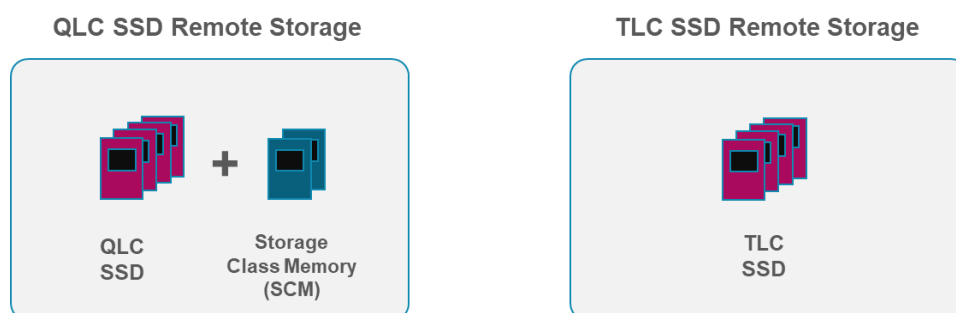 QLC SSD Remote Storage
QLC
SSD
+
Storage
Class Memory
(SCM)
TLC SSD Remote Storage
TLC
SSD